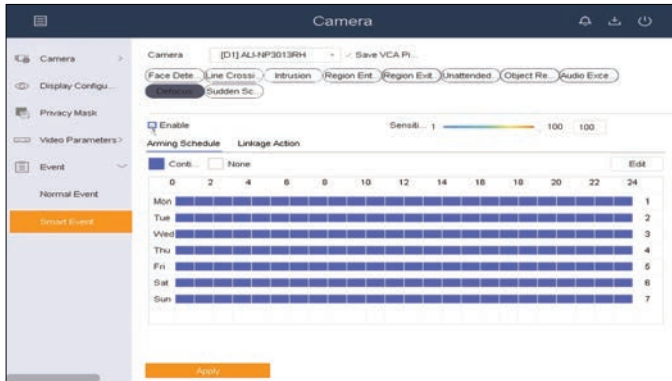 Camera
Camera >
Display Configu...
Privacy Mask
Video Parameters >
Event
Normal Event
Smart Event
Camera [D1] ALI-NP3013RH Save VCA Pi...
Face Dete... Line Crossi... Intrusion Region Ent... Region Exit... Unattended... Object Re... Audio Exce...
Defocus Sudden Sc...
Enable Sensiti... 1 100 100
Arming Schedule Linkage Action
Conti... None Edit
0 2 4 6 8 10 12 14 16 18 20 22 24
Mon 1
Tue 2
Wed 3
Thu 4
Fri 5
Sat 6
Sun 7
Apply